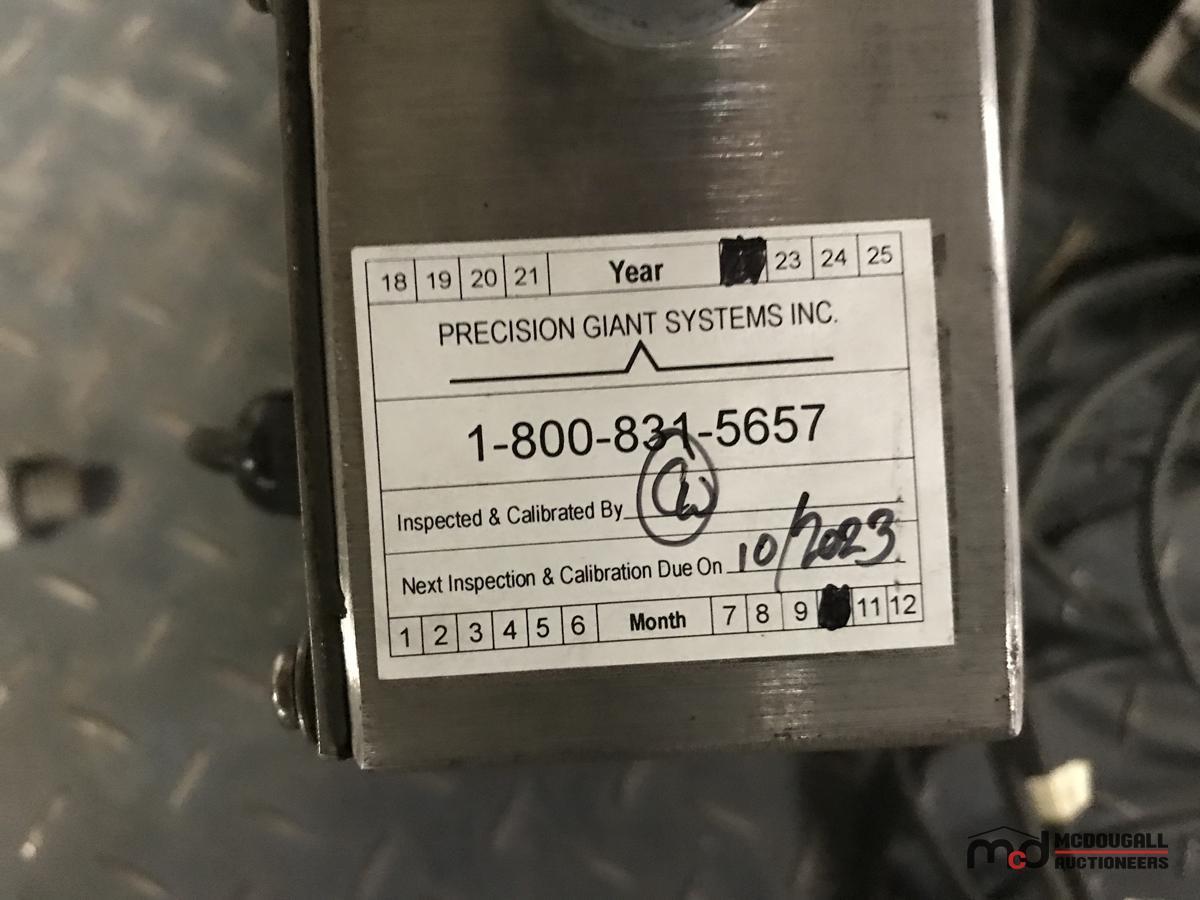 18 19 20 21 Year 23 24 25
PRECISION GIANT SYSTEMS INC.
1-800-831-5657
Inspected & Calibrated By
Next Inspection & Calibration Due On 10/2023
1 2 3 4 5 6 Month 7 8 9 11 12
mcd MCDOUGALL
AUCTIONEERS